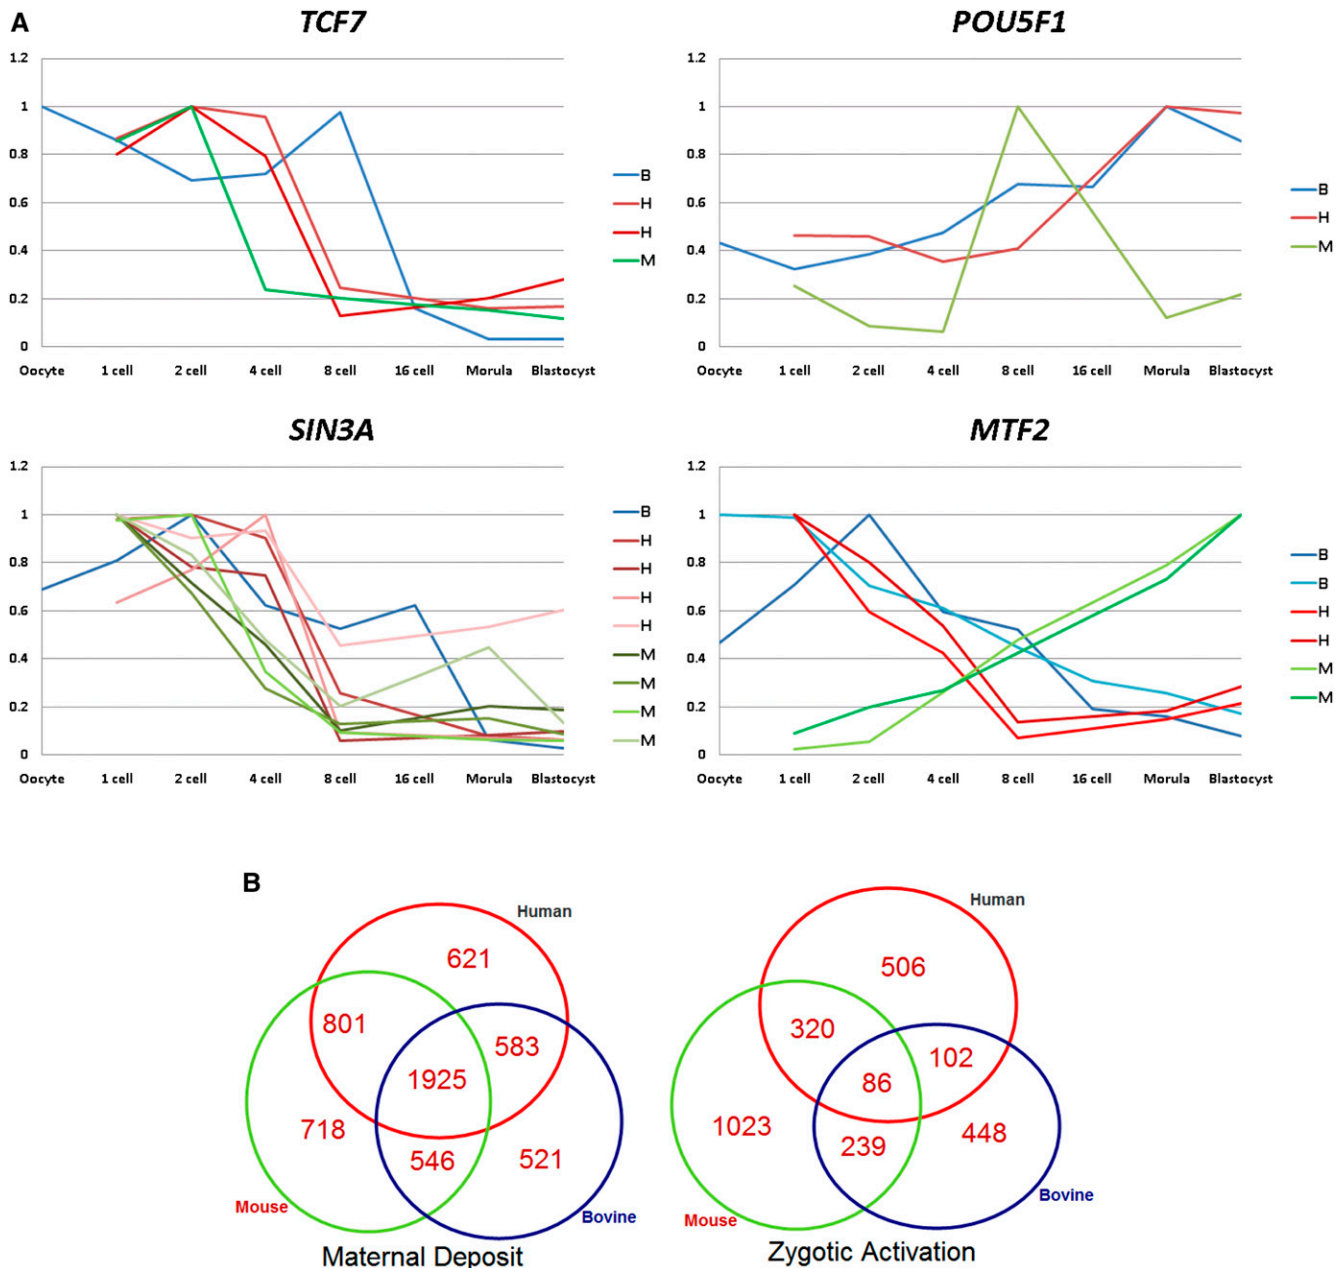 A
TCF7
1.2
1
0.8
0.6
0.4
0.2
0
Oocyte 1 cell 2 cell 4 cell 8 cell 16 cell Morula Blastocyst
B
H
H
M
POU5F1
1.2
1
0.8
0.6
0.4
0.2
0
Oocyte 1 cell 2 cell 4 cell 8 cell 16 cell Morula Blastocyst
B
H
M
SIN3A
1.2
1
0.8
0.6
0.4
0.2
0
Oocyte 1 cell 2 cell 4 cell 8 cell 16 cell Morula Blastocyst
B
H
H
H
H
M
M
M
M
MTF2
1.2
1
0.8
0.6
0.4
0.2
0
Oocyte 1 cell 2 cell 4 cell 8 cell 16 cell Morula Blastocyst
B
B
H
H
M
M
B
Human
621
801
583
1925
718
546
521
Mouse
Bovine
Maternal Deposit
Human
506
320
102
86
1023
239
448
Mouse
Bovine
Zygotic Activation